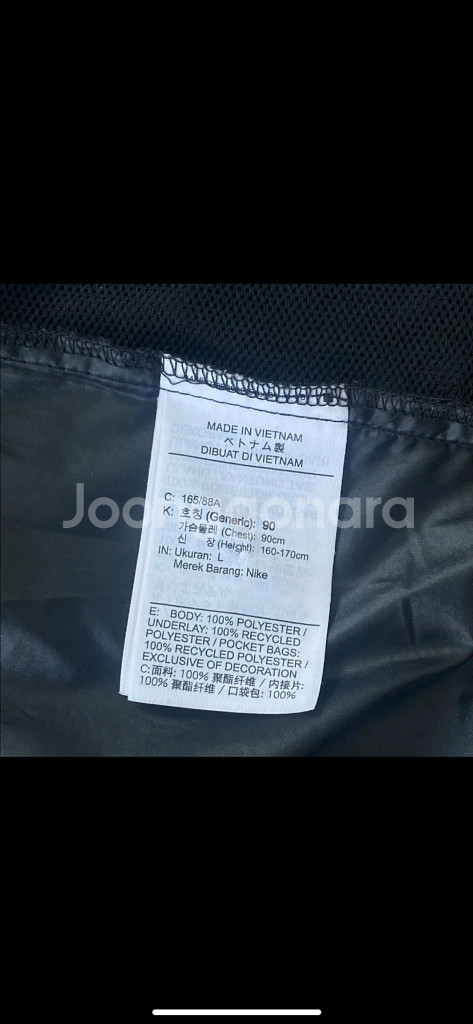 MADE IN VIETNAM
ベトナム製
DIBUAT DI VIETNAM
C: 165/88A
Joonggonara
K: 호칭 (Generic): 90
가슴둘레 (Chest): 90cm
신 장 (Height): 160-170cm
IN: Ukuran: L
Merek Barang: Nike
E: BODY: 100% POLYESTER /
UNDERLAY: 100% RECYCLED
POLYESTER / POCKET BAGS:
100% RECYCLED POLYESTER /
EXCLUSIVE OF DECORATION
C:面料: 100% 聚酯纤维 / 内接片:
100% 聚酯纤维 / 口袋包: 100%